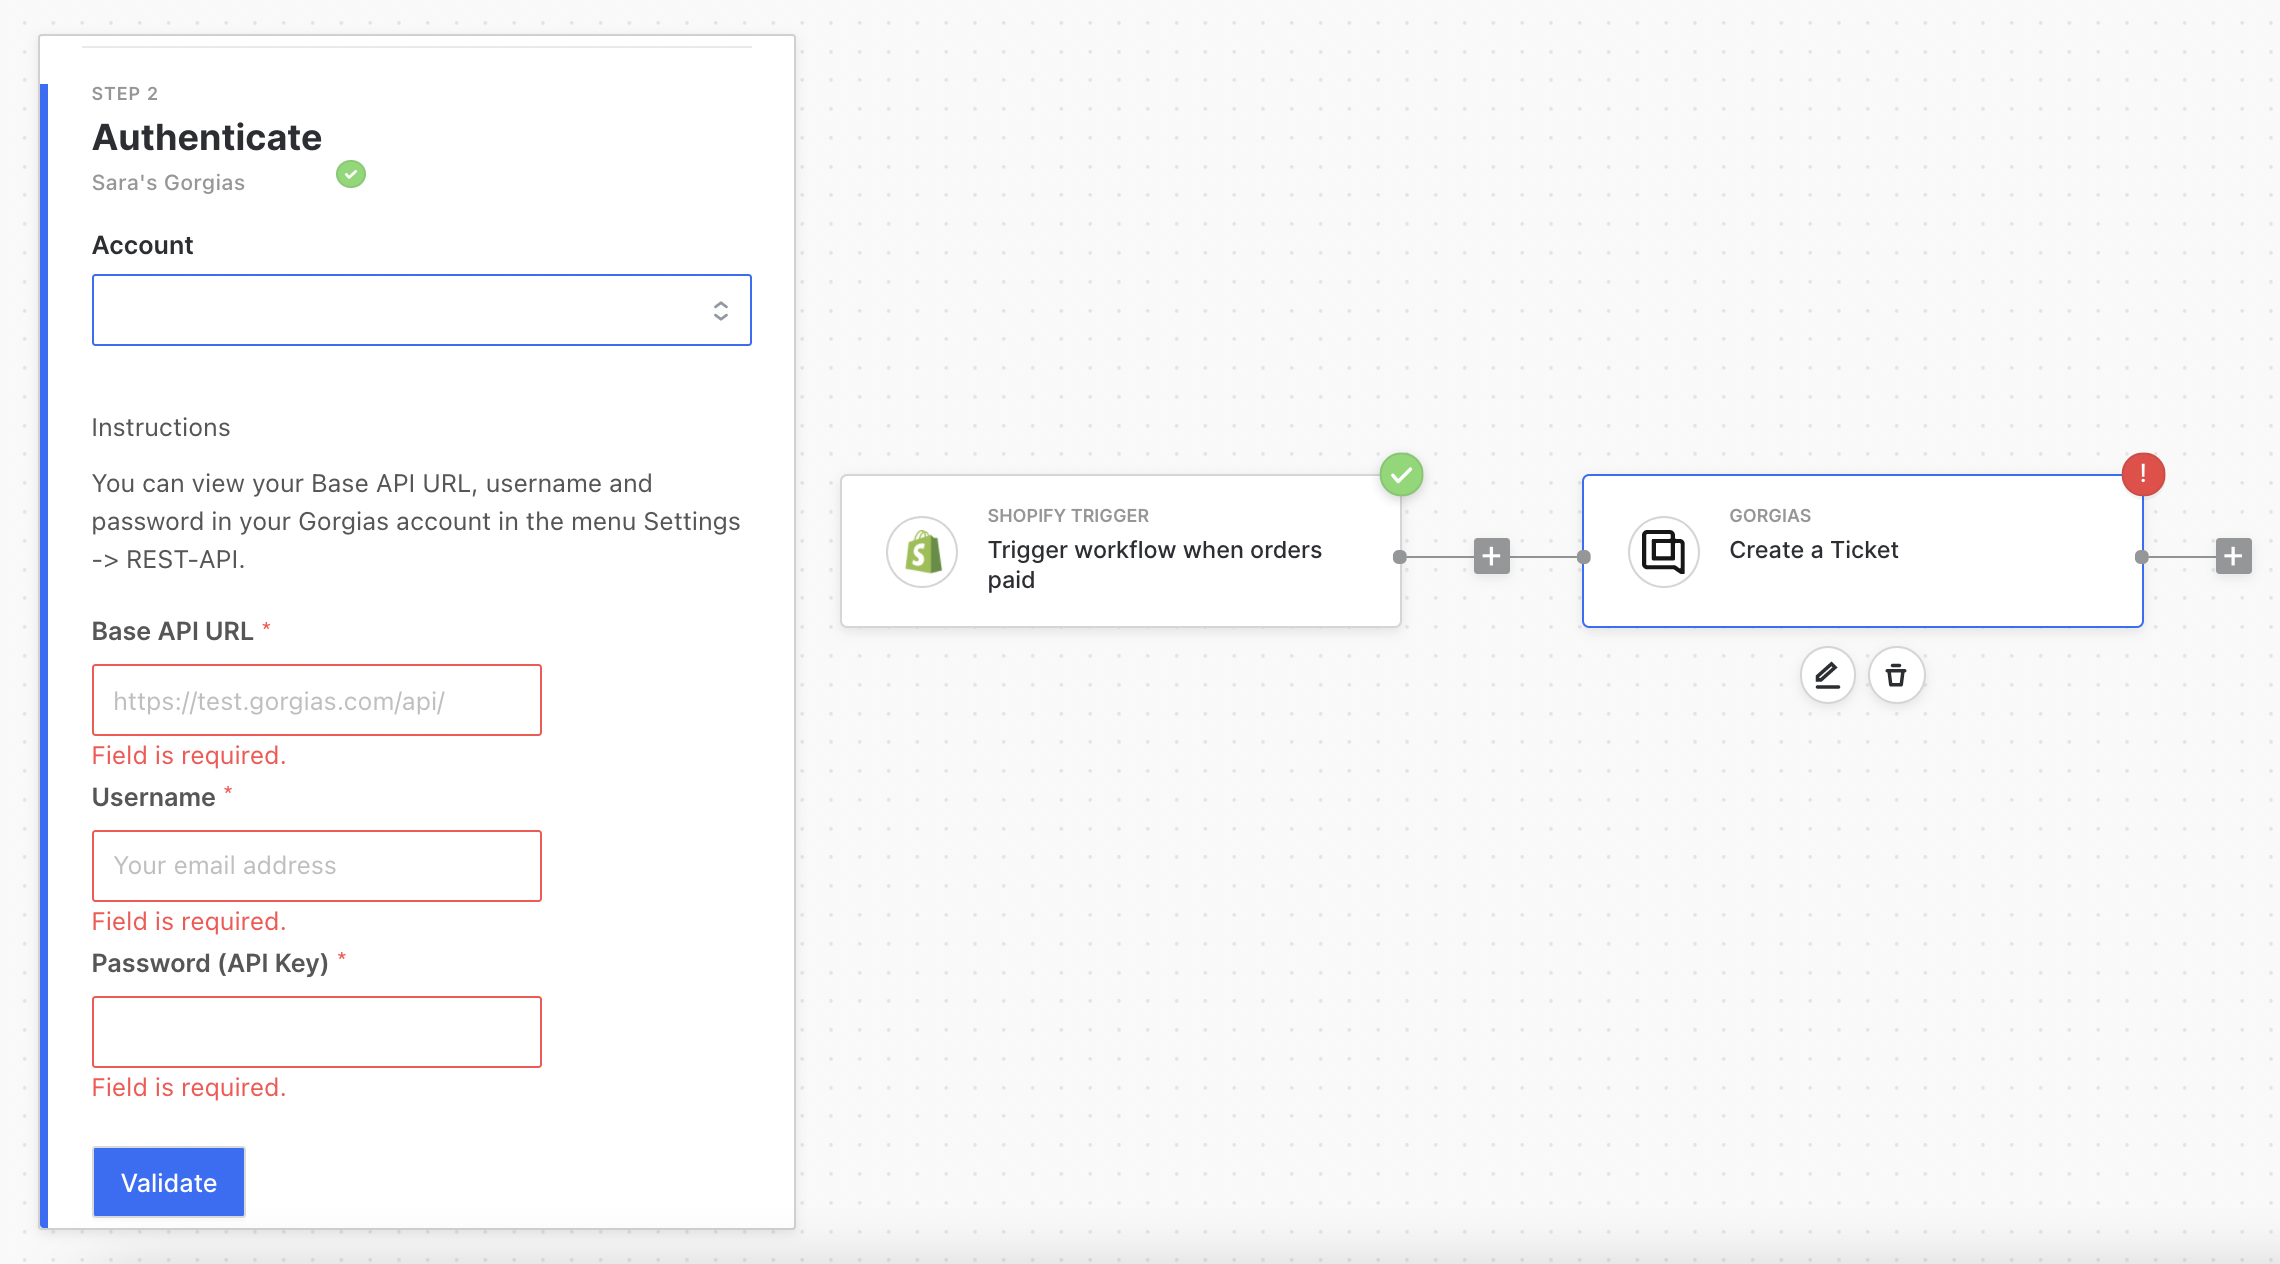 STEP 2
Authenticate
Sara's Gorgias
Account
Instructions
You can view your Base API URL, username and
password in your Gorgias account in the menu Settings
-> REST-API.
Base API URL *
https://test.gorgias.com/api/
Field is required.
Username *
Your email address
Field is required.
Password (API Key) *
Field is required.
Validate
SHOPIFY TRIGGER
Trigger workflow when orders
paid
GORGIAS
Create a Ticket